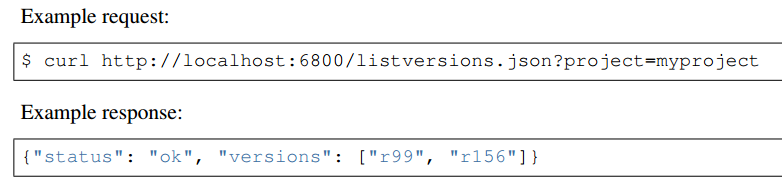 Example request:
$ curl http://localhost:6800/listversions.json?project=myproject
Example response:
{"status": "ok", "versions": ["r99", "r156"]}